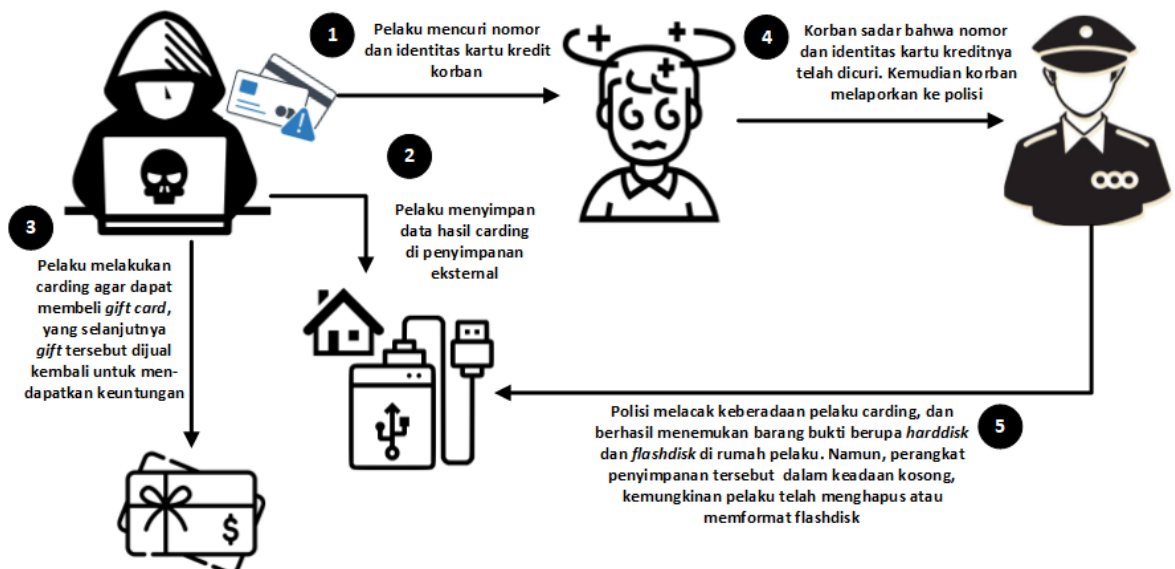 1
Pelaku mencuri nomor
dan identitas kartu kredit
korban
2
Pelaku menyimpan
data hasil carding
di penyimpanan
eksternal
3
Pelaku melakukan
carding agar dapat
membeli gift card,
yang selanjutnya
gift tersebut dijual
kembali untuk men-
dapatkan keuntungan
$
4
Korban sadar bahwa nomor
dan identitas kartu kreditnya
telah dicuri. Kemudian korban
melaporkan ke polisi
5
Polisi melacak keberadaan pelaku carding, dan
berhasil menemukan barang bukti berupa harddisk
dan flashdisk di rumah pelaku. Namun, perangkat
penyimpanan tersebut dalam keadaan kosong,
kemungkinan pelaku telah menghapus atau
memformat flashdisk